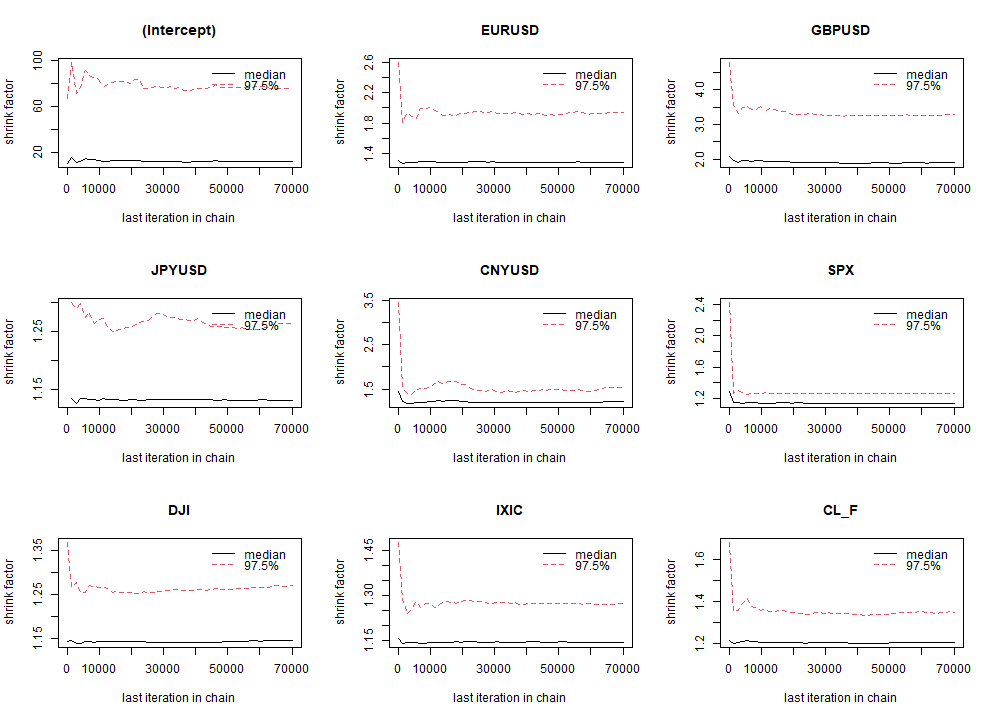 (Intercept)
shrink factor
20 60 100
median
97.5%
0 10000 30000 50000 70000
last iteration in chain
EURUSD
shrink factor
1.4 1.8 2.2 2.6
median
97.5%
0 10000 30000 50000 70000
last iteration in chain
GBPUSD
shrink factor
2.0 3.0 4.0
median
97.5%
0 10000 30000 50000 70000
last iteration in chain
JPYUSD
shrink factor
1.15 1.25
median
97.5%
0 10000 30000 50000 70000
last iteration in chain
CNYUSD
shrink factor
1.5 2.5 3.5
median
97.5%
0 10000 30000 50000 70000
last iteration in chain
SPX
shrink factor
1.2 1.6 2.0 2.4
median
97.5%
0 10000 30000 50000 70000
last iteration in chain
DJI
shrink factor
1.15 1.25 1.35
median
97.5%
0 10000 30000 50000 70000
last iteration in chain
IXIC
shrink factor
1.15 1.30 1.45
median
97.5%
0 10000 30000 50000 70000
last iteration in chain
CL_F
shrink factor
1.2 1.4 1.6
median
97.5%
0 10000 30000 50000 70000
last iteration in chain